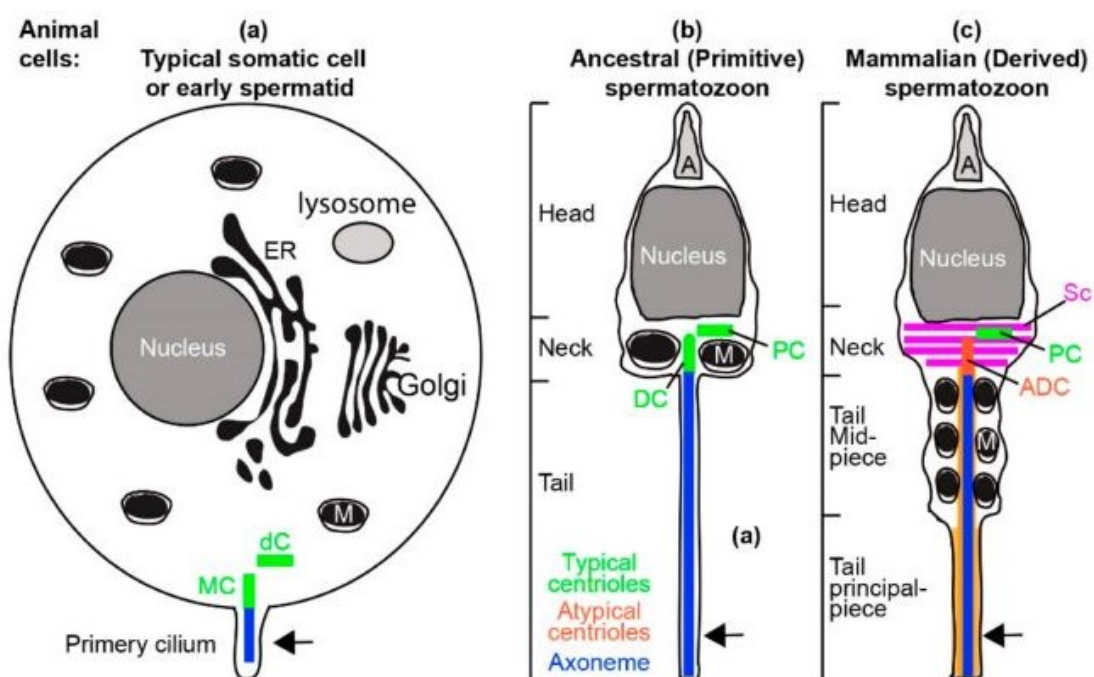 Animal
cells:
(a)
Typical somatic cell
or early spermatid
lysosome
ER
Nucleus
Golgi
M
dC
MC
Primery cilium
(b)
Ancestral (Primitive)
spermatozoon
Head
Neck
Tail
A
Nucleus
PC
M
DC
(a)
Typical
centrioles
Atypical
centrioles
Axoneme
(c)
Mammalian (Derived)
spermatozoon
Head
Neck
Tail
Mid-
piece
Tail
principal-
piece
A
Nucleus
Sc
PC
ADC
M